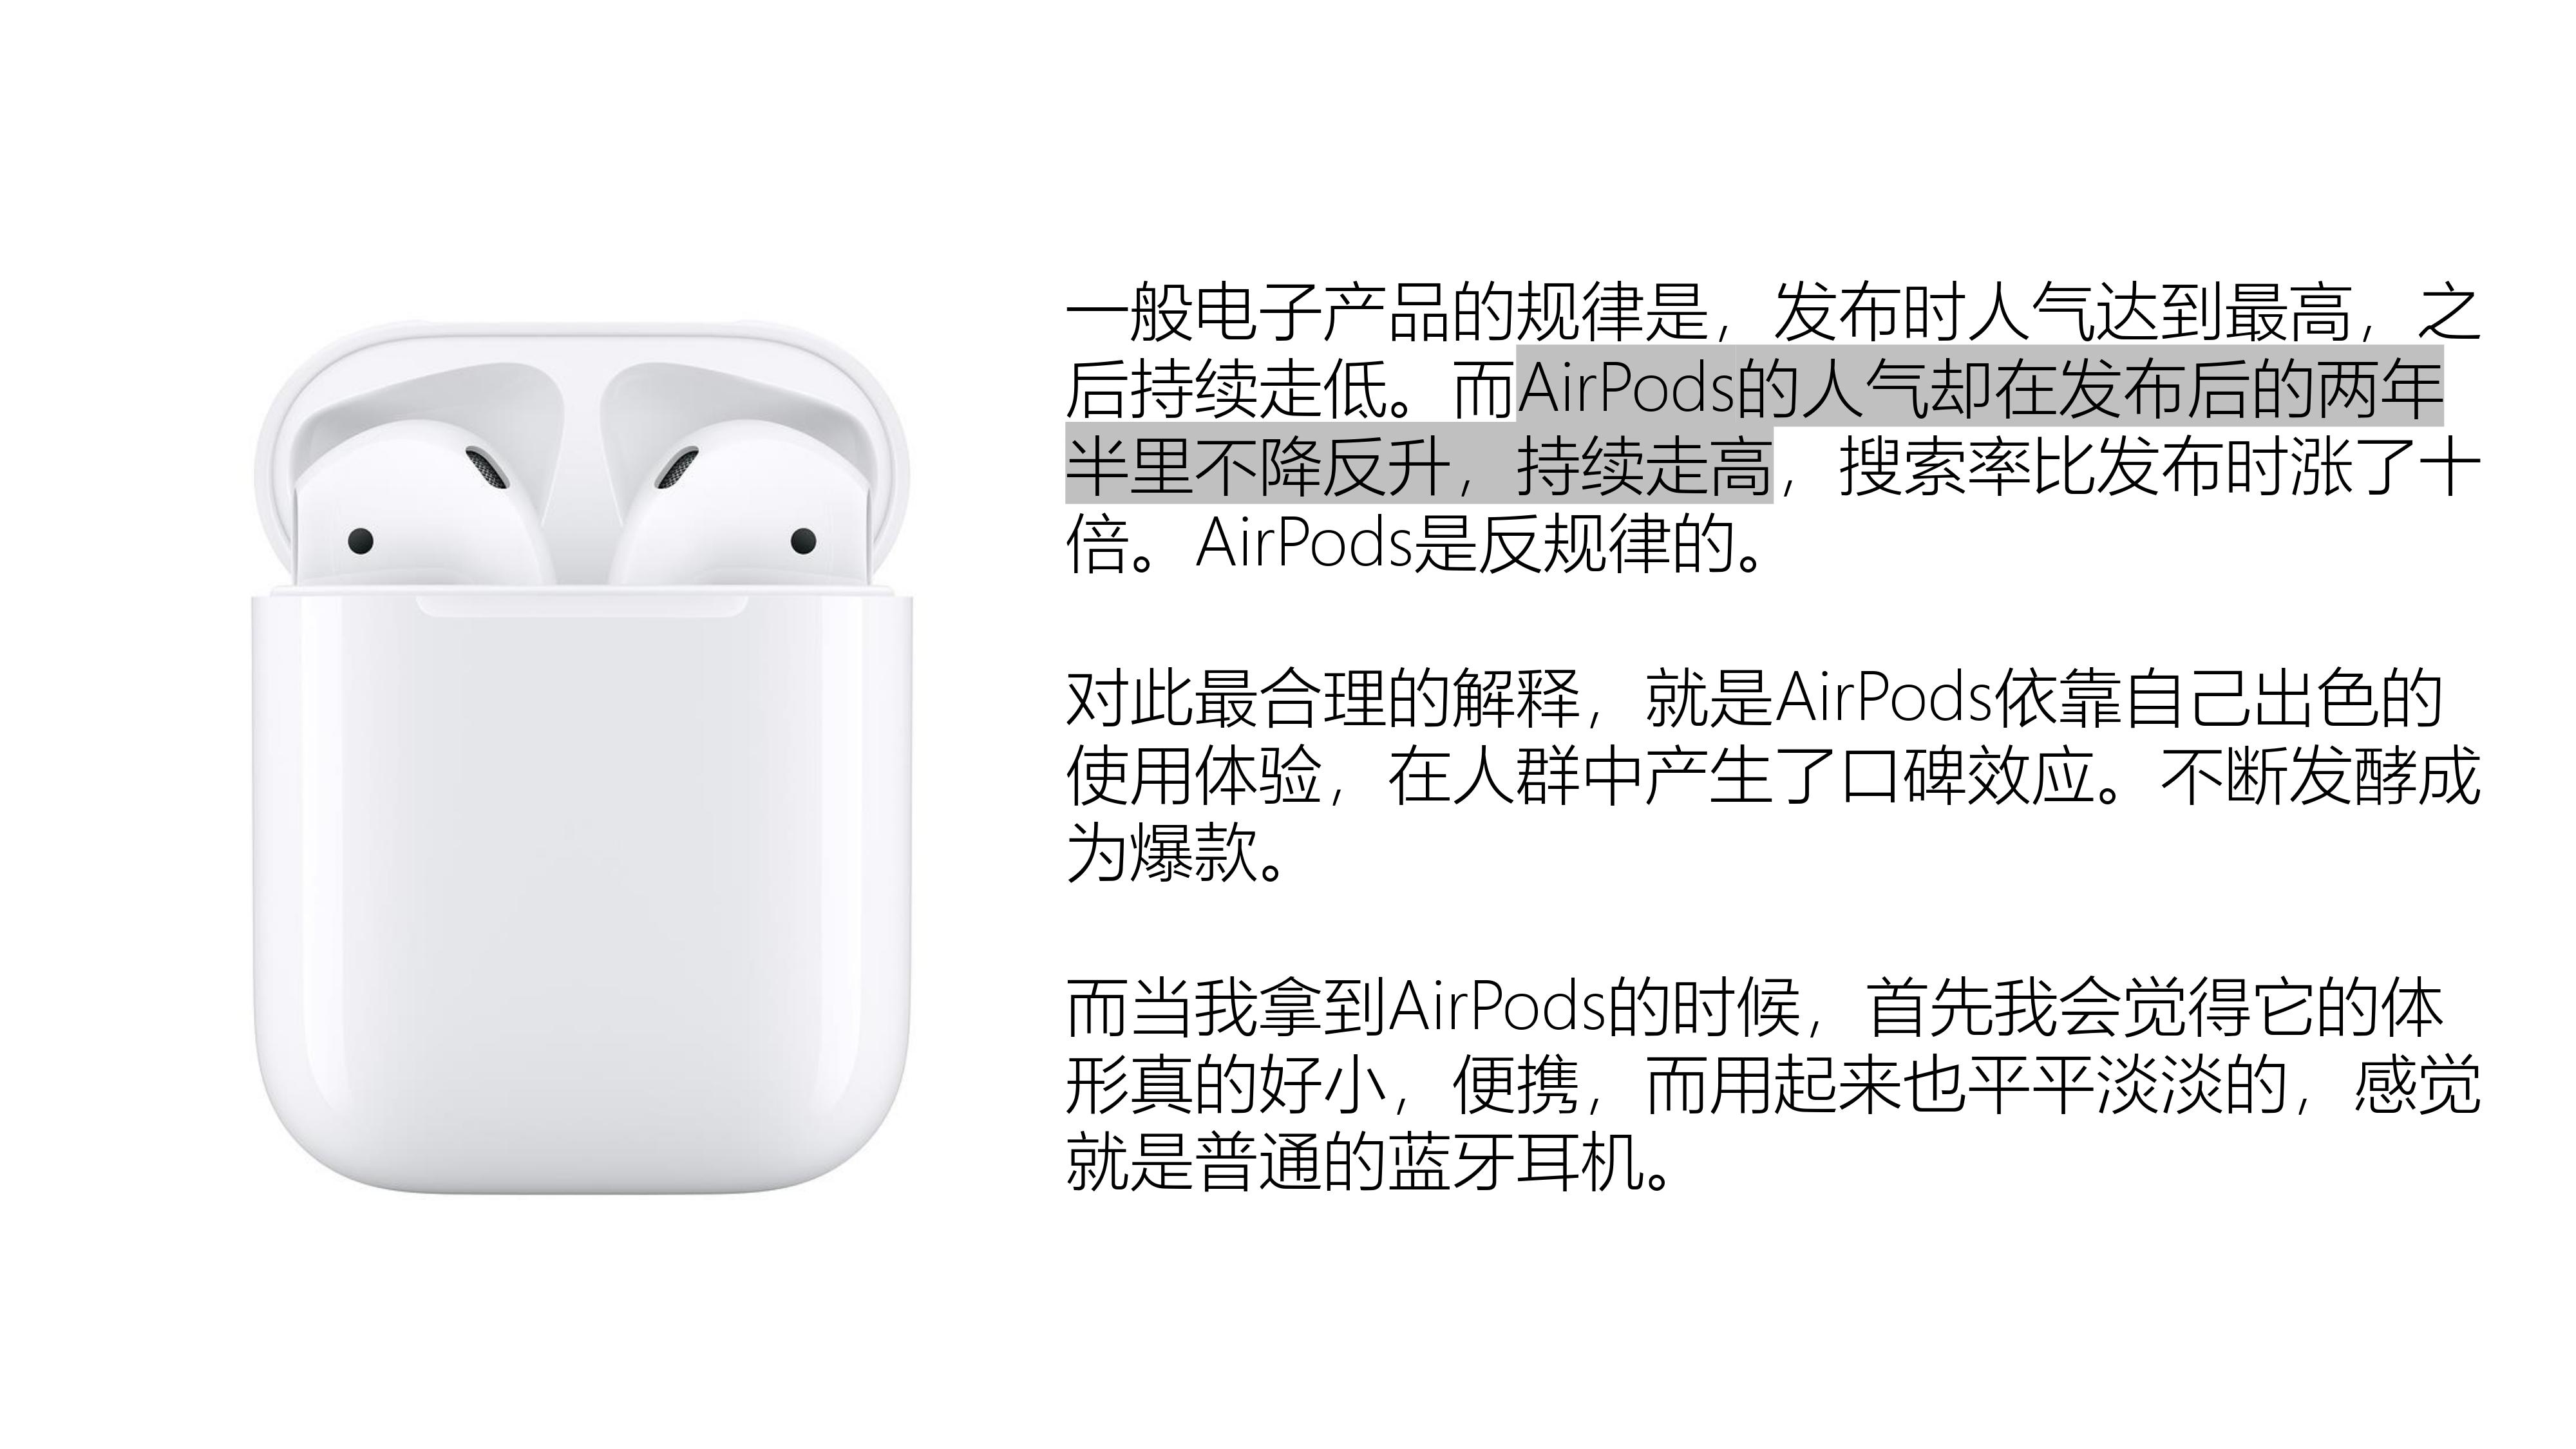 一般电子产品的规律是，发布时人气达到最高，之
后持续走低。而AirPods的人气却在发布后的两年
半里不降反升，持续走高，搜索率比发布时涨了十
倍。AirPods是反规律的。
对此最合理的解释，就是AirPods依靠自己出色的
使用体验，在人群中产生了口碑效应。不断发酵成
为爆款。
而当我拿到AirPods的时候，首先我会觉得它的体
形真的好小，便携，而用起来也平平淡淡的，感觉
就是普通的蓝牙耳机。